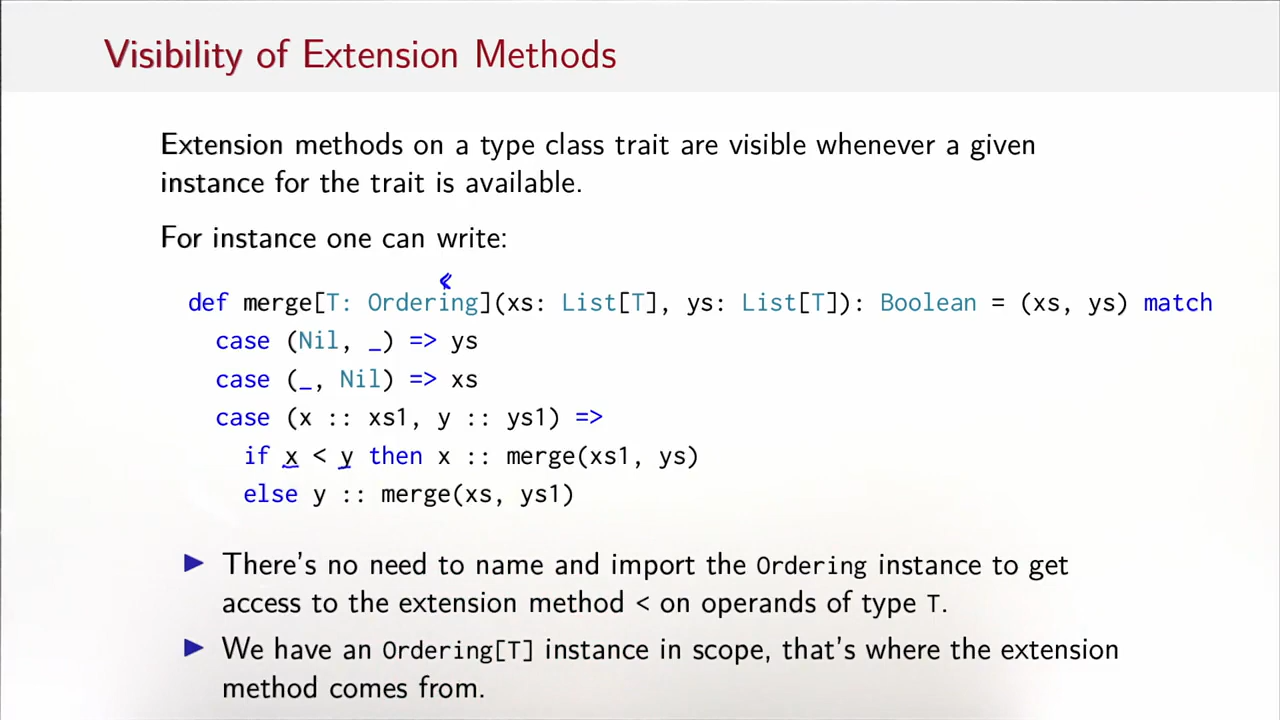 Visibility of Extension Methods
Extension methods on a type class trait are visible whenever a given
instance for the trait is available.
For instance one can write:
<
def merge[T: Ordering](xs: List[T], ys: List[T]): Boolean = (xs, ys) match
case (Nil, _) => ys
case (_, Nil) => xs
case (x :: xs1, y :: ys1) =>
if x < y then x :: merge(xs1, ys)
else y :: merge(xs, ys1)
▶ There's no need to name and import the Ordering instance to get
access to the extension method < on operands of type T.
▶ We have an Ordering[T] instance in scope, that's where the extension
method comes from.